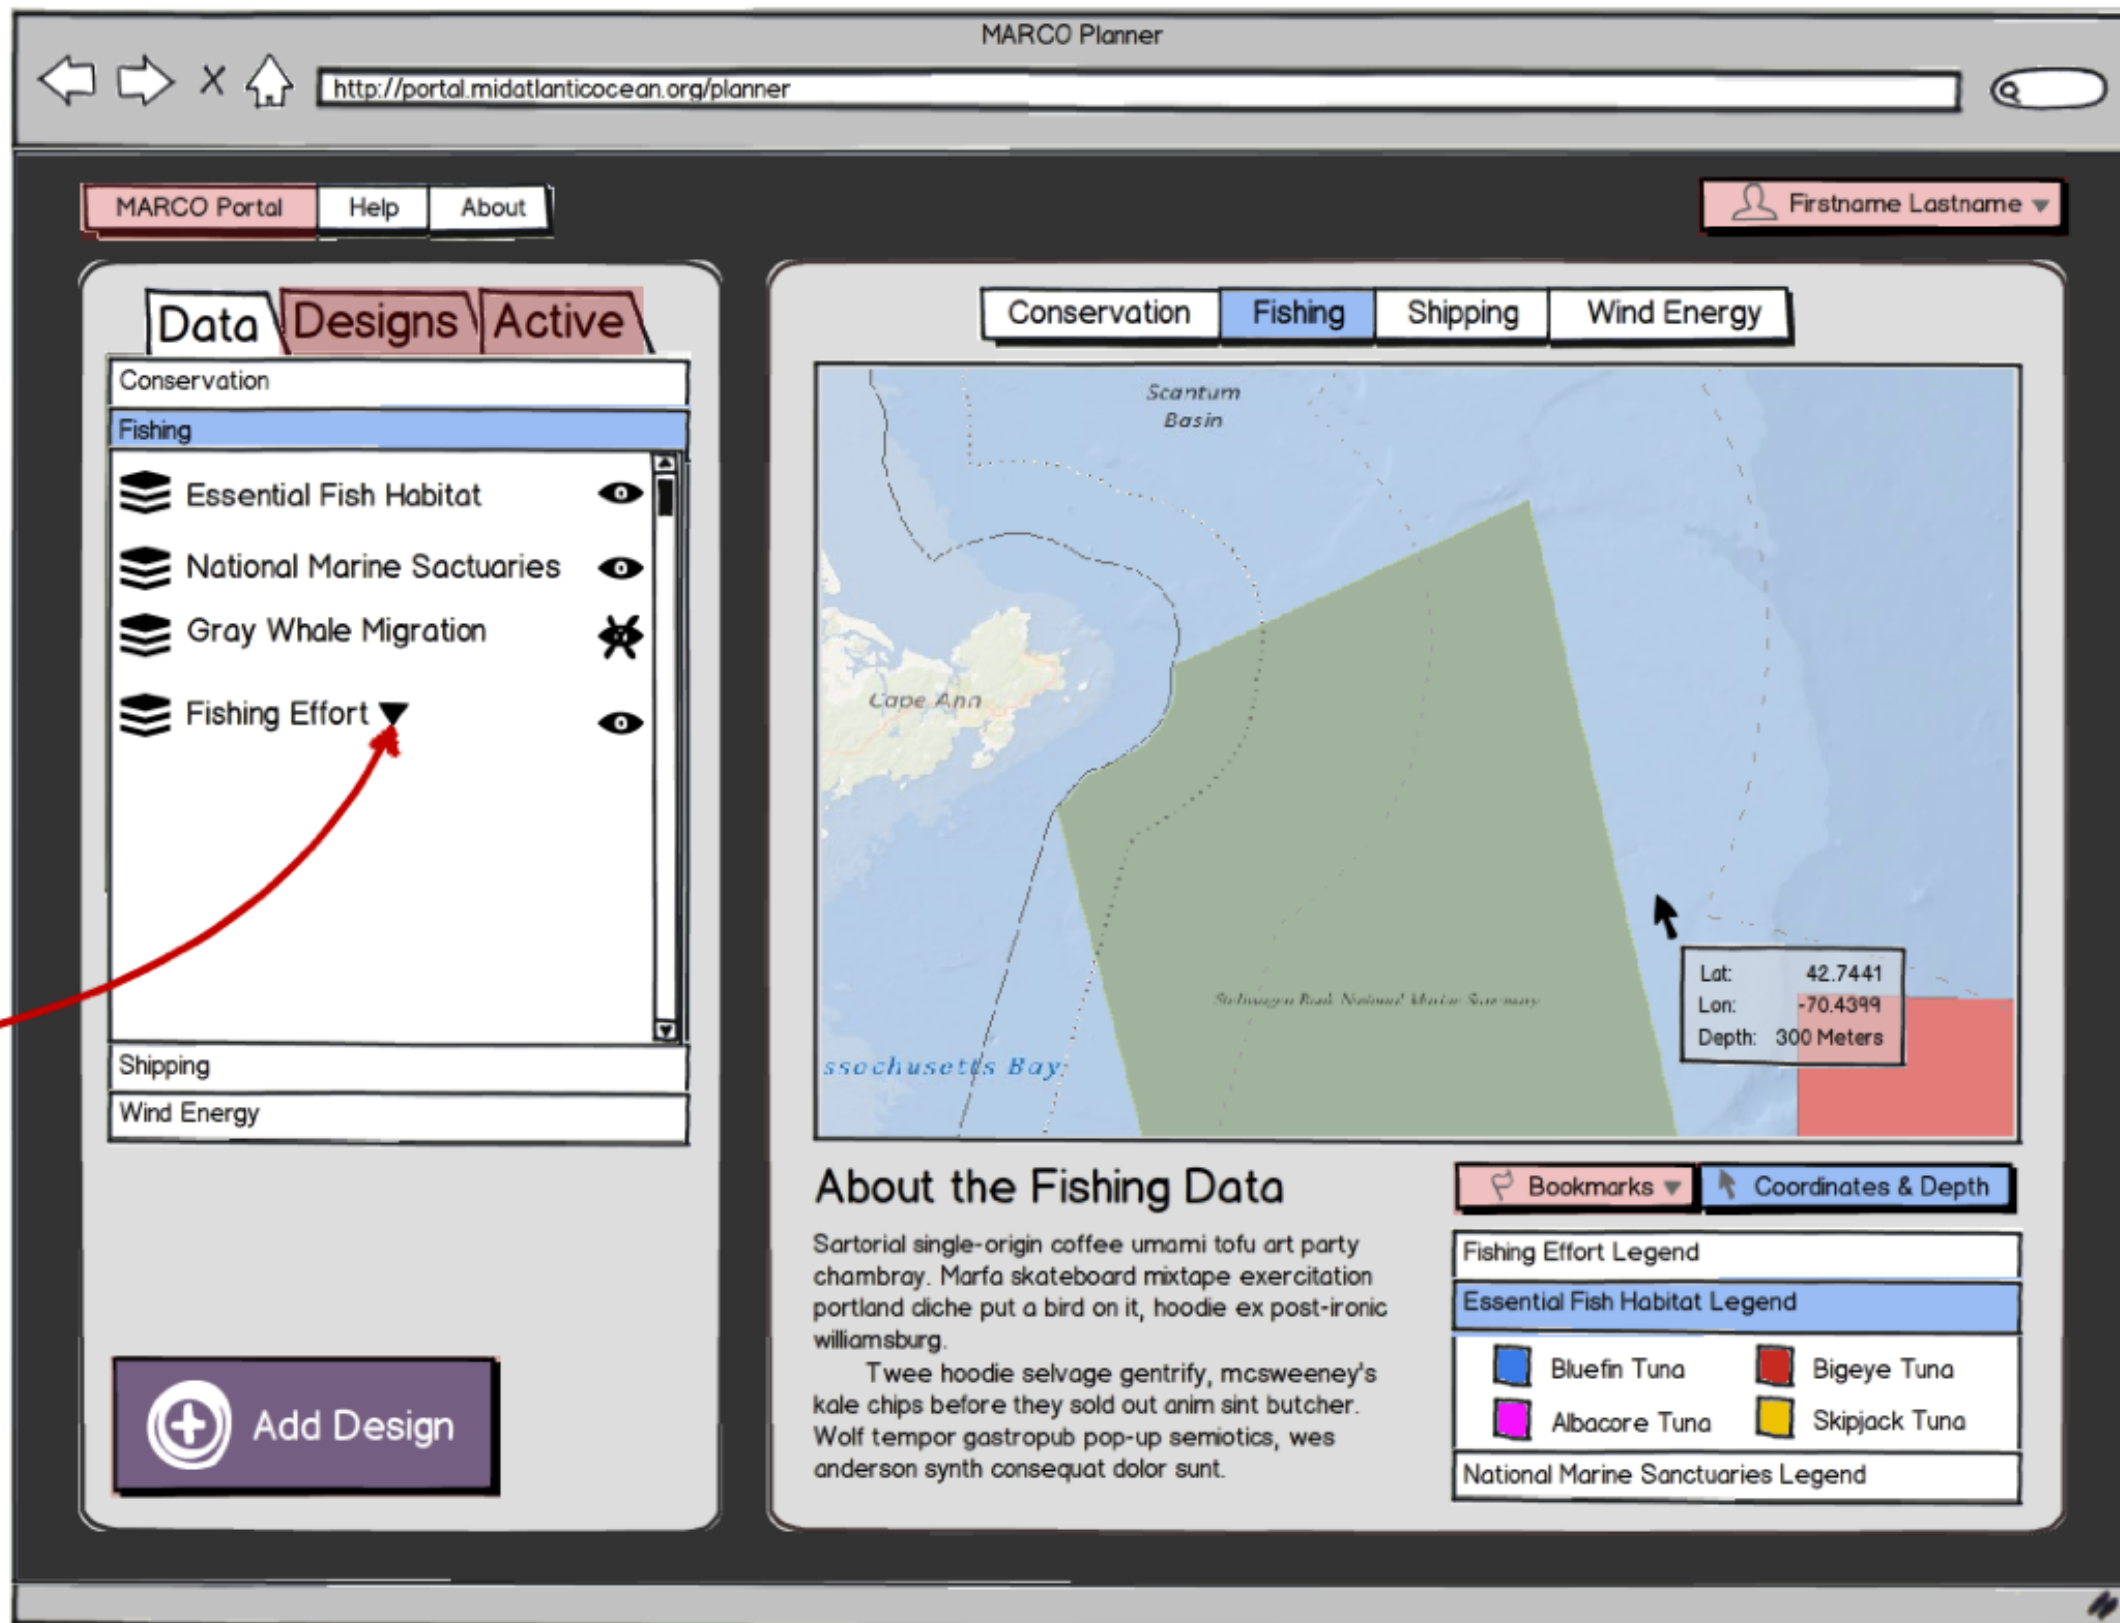 MARCO Planner
http://portal.midatlanticocean.org/planner
MARCO Portal
Help
About
Firstname Lastname
Data
Designs
Active
Conservation
Fishing
Essential Fish Habitat
National Marine Sactuaries
Gray Whale Migration
Fishing Effort
Shipping
Wind Energy
Add Design
Conservation
Fishing
Shipping
Wind Energy
Scantum
Basin
Cape Ann
Stellwagen Bank National Marine Sanctuary
ssachusetts Bay
Lat: 42.7441
Lon: -70.4399
Depth: 300 Meters
About the Fishing Data
Sartorial single-origin coffee umami tofu art party
chambray. Marfa skateboard mixtape exercitation
portland cliche put a bird on it, hoodie ex post-ironic
williamsburg.
Twee hoodie selvage gentrify, mcsweeney's
kale chips before they sold out anim sint butcher.
Wolf tempor gastropub pop-up semiotics, wes
anderson synth consequat dolor sunt.
Bookmarks
Coordinates & Depth
Fishing Effort Legend
Essential Fish Habitat Legend
Bluefin Tuna
Bigeye Tuna
Albacore Tuna
Skipjack Tuna
National Marine Sanctuaries Legend